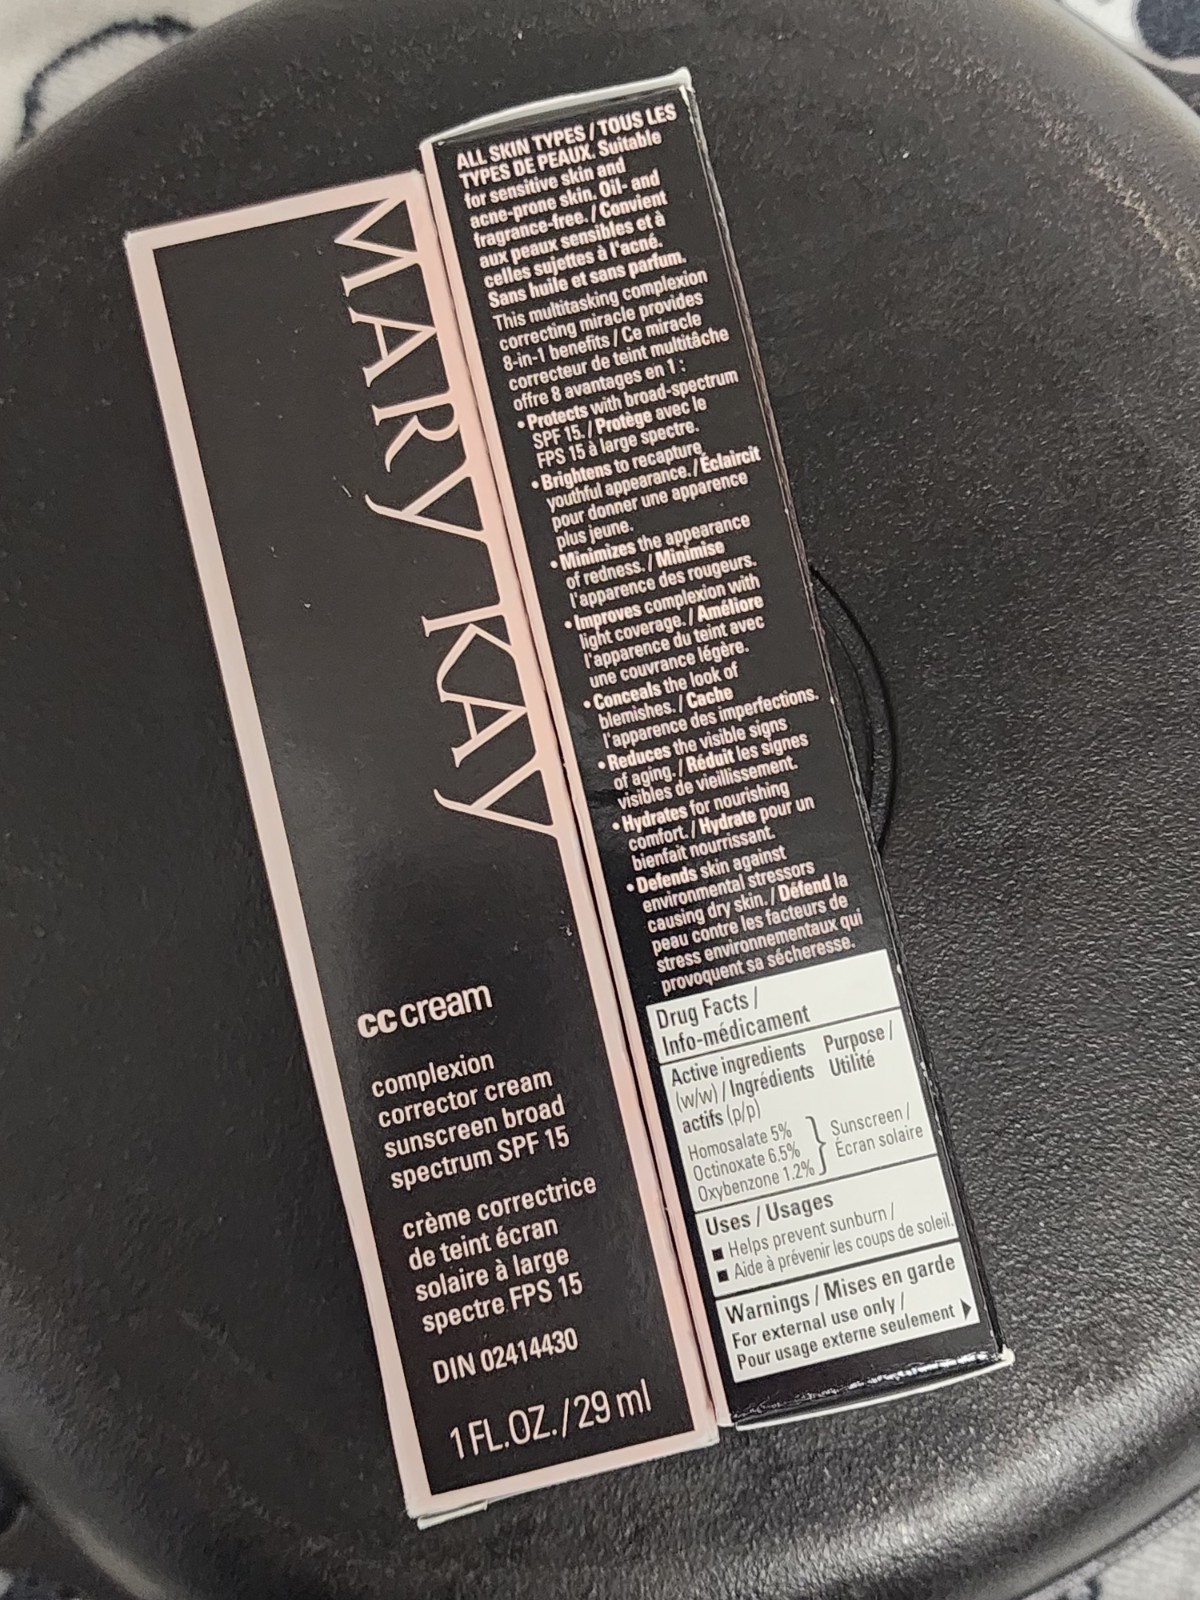 MARY KAY
cc cream
complexion
corrector cream
sunscreen broad
spectrum SPF 15
crème correctrice
de teint écran
solaire à large
spectre FPS 15
DIN 02414430
1 FL.OZ./29 ml
ALL SKIN TYPES / TOUS LES
TYPES DE PEAUX. Suitable
for sensitive skin and
acne-prone skin. Oil- and
fragrance-free. / Convient
aux peaux sensibles et à
celles sujettes à l'acné.
Sans huile et sans parfum.
This multitasking complexion
correcting miracle provides
8-in-1 benefits / Ce miracle
correcteur de teint multitâche
offre 8 avantages en 1 :
• Protects with broad-spectrum
SPF 15. / Protège avec le
FPS 15 à large spectre.
• Brightens to recapture
youthful appearance. / Éclaircit
pour donner une apparence
plus jeune.
• Minimizes the appearance
of redness. / Minimise
l'apparence des rougeurs.
• Improves complexion with
light coverage. / Améliore
l'apparence du teint avec
une couvrance légère.
• Conceals the look of
blemishes. / Cache
l'apparence des imperfections.
• Reduces the visible signs
of aging. / Réduit les signes
visibles de vieillissement.
• Hydrates for nourishing
comfort. / Hydrate pour un
bienfait nourrissant.
• Defends skin against
environmental stressors
causing dry skin. / Défend la
peau contre les facteurs de
stress environnementaux qui
provoquent sa sécheresse.
Drug Facts /
Info-médicament
Active ingredients Purpose /
(w/w) / Ingrédients Utilité
actifs (p/p)
Homosalate 5%
Octinoxate 6.5% Sunscreen /
Oxybenzone 1.2% Écran solaire
Uses / Usages
■ Helps prevent sunburn /
■ Aide à prévenir les coups de soleil.
Warnings / Mises en garde
For external use only /
Pour usage externe seulement ▶